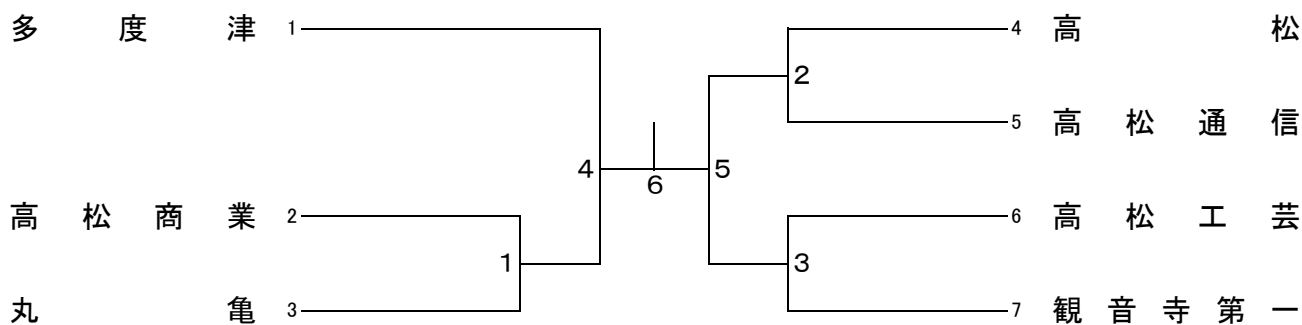 多度津 1
4 高松
2
5 高松通信
4
5
6
高松商業 2
6 高松工芸
1
3
丸亀 3
7 観音寺第一